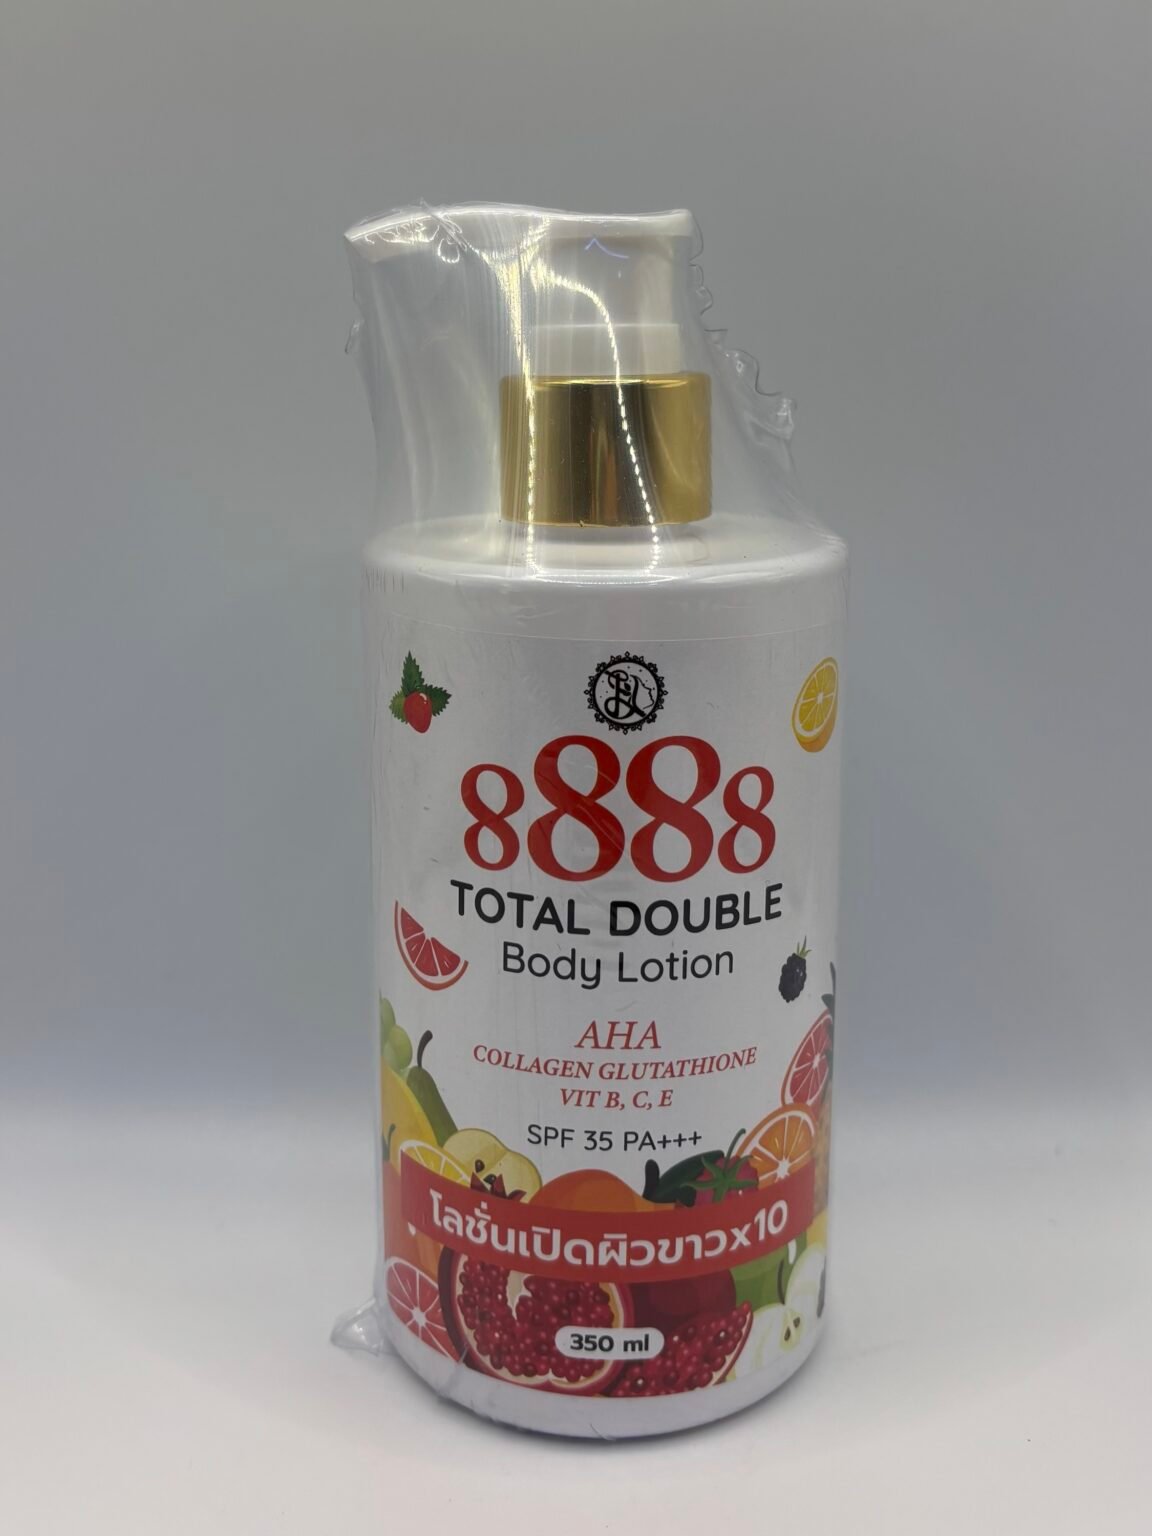 8888
TOTAL DOUBLE
Body Lotion
AHA
COLLAGEN GLUTATHIONE
VIT B, C, E
SPF 35 PA+++
โลชั่นเปิดผิวขาวx10
350 ml